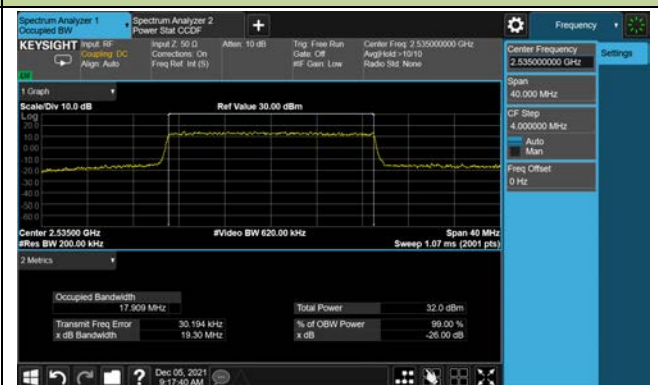 Spectrum Analyzer 1
Occupied BW
Spectrum Analyzer 2
Power Stat CCDF
+
Frequency
KEYSIGHT
Input: RF
Coupling: DC
Align: Auto
Input Z: 50 Ω
Corrections: On
Freq Ref: Int (S)
Atten: 10 dB
Trig: Free Run
Gate: Off
#IF Gain: Low
Center Freq: 2.535000000 GHz
Avg|Hold:>10/10
Radio Std: None
Center Frequency
2.535000000 GHz
Settings
Span
40.000 MHz
CF Step
4.000000 MHz
Auto
Man
Freq Offset
0 Hz
1 Graph
Scale/Div 10.0 dB
Ref Value 30.00 dBm
Log
20.0
10.0
0.00
-10.0
-20.0
-30.0
-40.0
-50.0
-60.0
Center 2.53500 GHz
#Video BW 620.00 kHz
Span 40 MHz
#Res BW 200.00 kHz
Sweep 1.07 ms (2001 pts)
2 Metrics
Occupied Bandwidth
17.909 MHz
Total Power 32.0 dBm
Transmit Freq Error 30.194 kHz
% of OBW Power 99.00 %
x dB Bandwidth 19.30 MHz
x dB -26.00 dB
?
Dec 05, 2021
9:17:40 AM